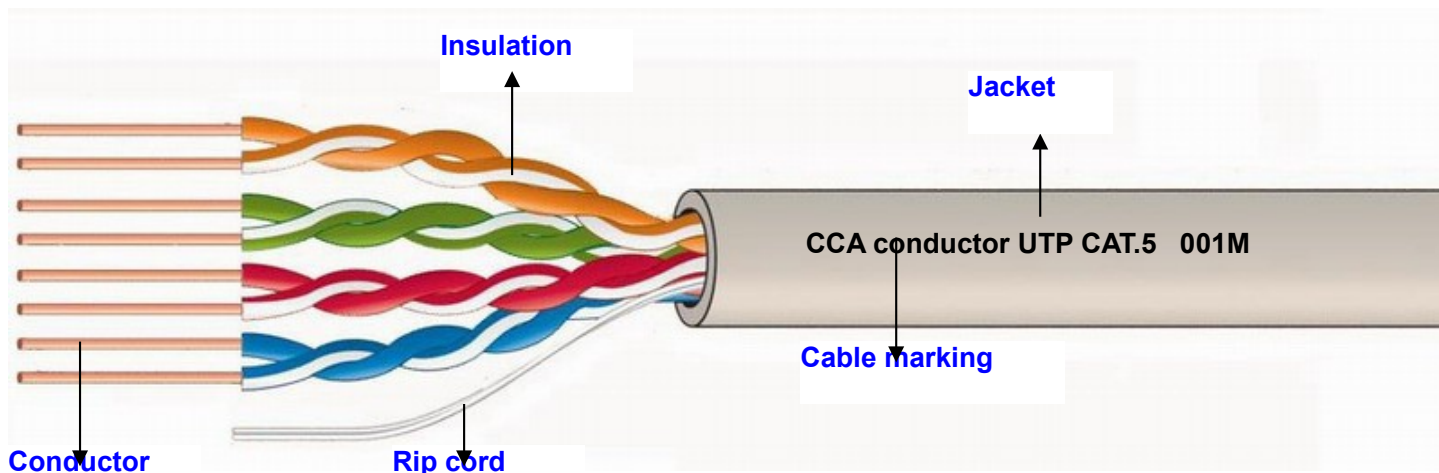 Insulation
Jacket
CCA conductor UTP CAT.5 001M
Cable marking
Conductor
Rip cord